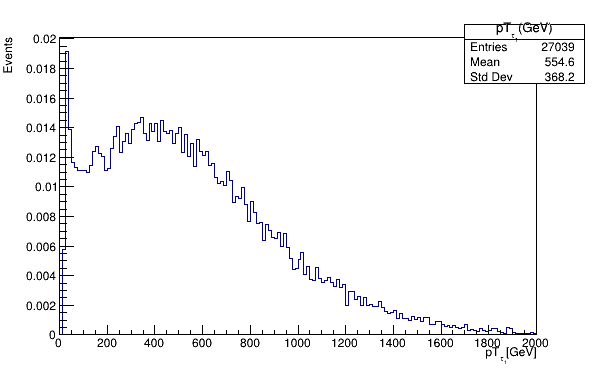 pT_τ₁(GeV)
Entries 27039
Mean 554.6
Std Dev 368.2
Events
0.02
0.018
0.016
0.014
0.012
0.01
0.008
0.006
0.004
0.002
0
0 200 400 600 800 1000 1200 1400 1600 1800 2000
pT_τ₁[GeV]